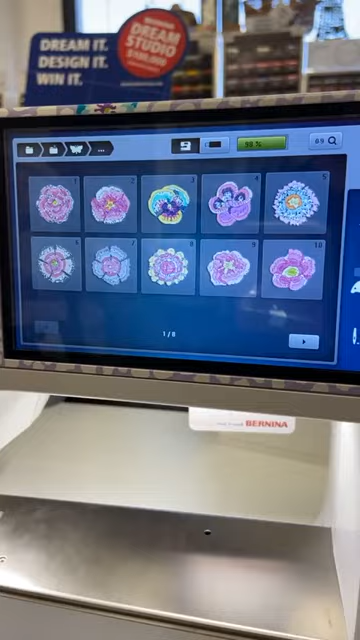 DREAM IT.
DESIGN IT.
WIN IT.
BERNINA
DREAM
STUDIO
...
98 %
1
2
3
4
5
6
7
8
9
10
1 / 8
BERNINA